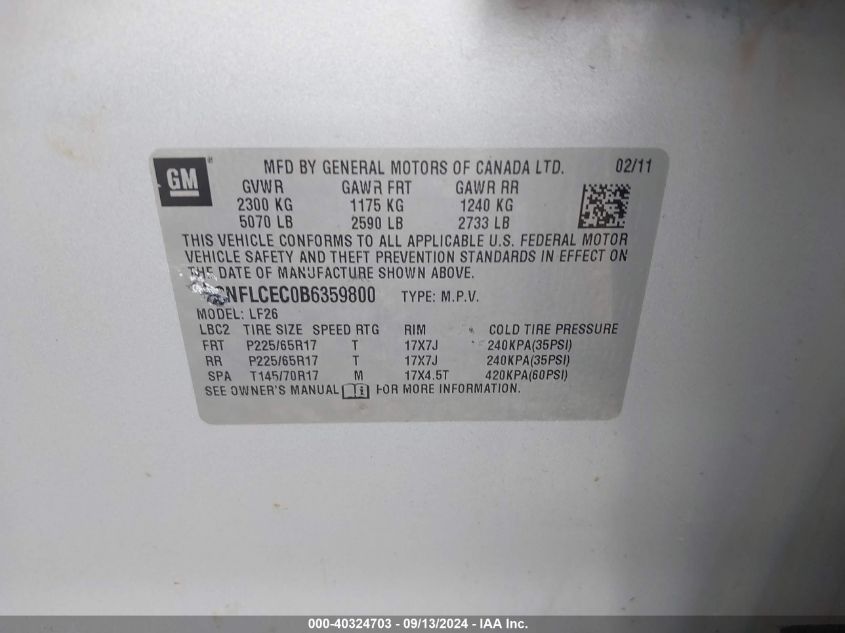 GM MFD BY GENERAL MOTORS OF CANADA LTD. 02/11
GVWR GAWR FRT GAWR RR
2300 KG 1175 KG 1240 KG
5070 LB 2590 LB 2733 LB
THIS VEHICLE CONFORMS TO ALL APPLICABLE U.S. FEDERAL MOTOR
VEHICLE SAFETY AND THEFT PREVENTION STANDARDS IN EFFECT ON
THE DATE OF MANUFACTURE SHOWN ABOVE.
NFLCEC0B6359800 TYPE: M.P.V.
MODEL: LF26
LBC2 TIRE SIZE SPEED RTG RIM COLD TIRE PRESSURE
FRT P225/65R17 T 17X7J 240KPA(35PSI)
RR P225/65R17 T 17X7J 240KPA(35PSI)
SPA T145/70R17 M 17X4.5T 420KPA(60PSI)
SEE OWNER'S MANUAL i FOR MORE INFORMATION.
000-40324703 - 09/13/2024 - IAA Inc.